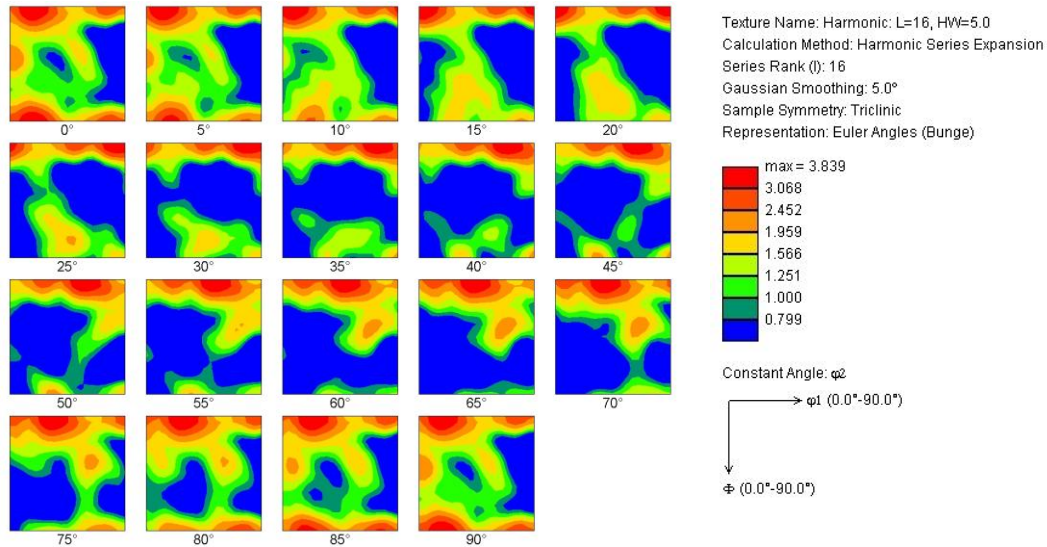 0°
5°
10°
15°
20°
25°
30°
35°
40°
45°
50°
55°
60°
65°
70°
75°
80°
85°
90°
Texture Name: Harmonic: L=16, HW=5.0
Calculation Method: Harmonic Series Expansion
Series Rank (l): 16
Gaussian Smoothing: 5.0°
Sample Symmetry: Triclinic
Representation: Euler Angles (Bunge)
max = 3.839
3.068
2.452
1.959
1.566
1.251
1.000
0.799
Constant Angle: φ2
φ1 (0.0°-90.0°)
Φ (0.0°-90.0°)